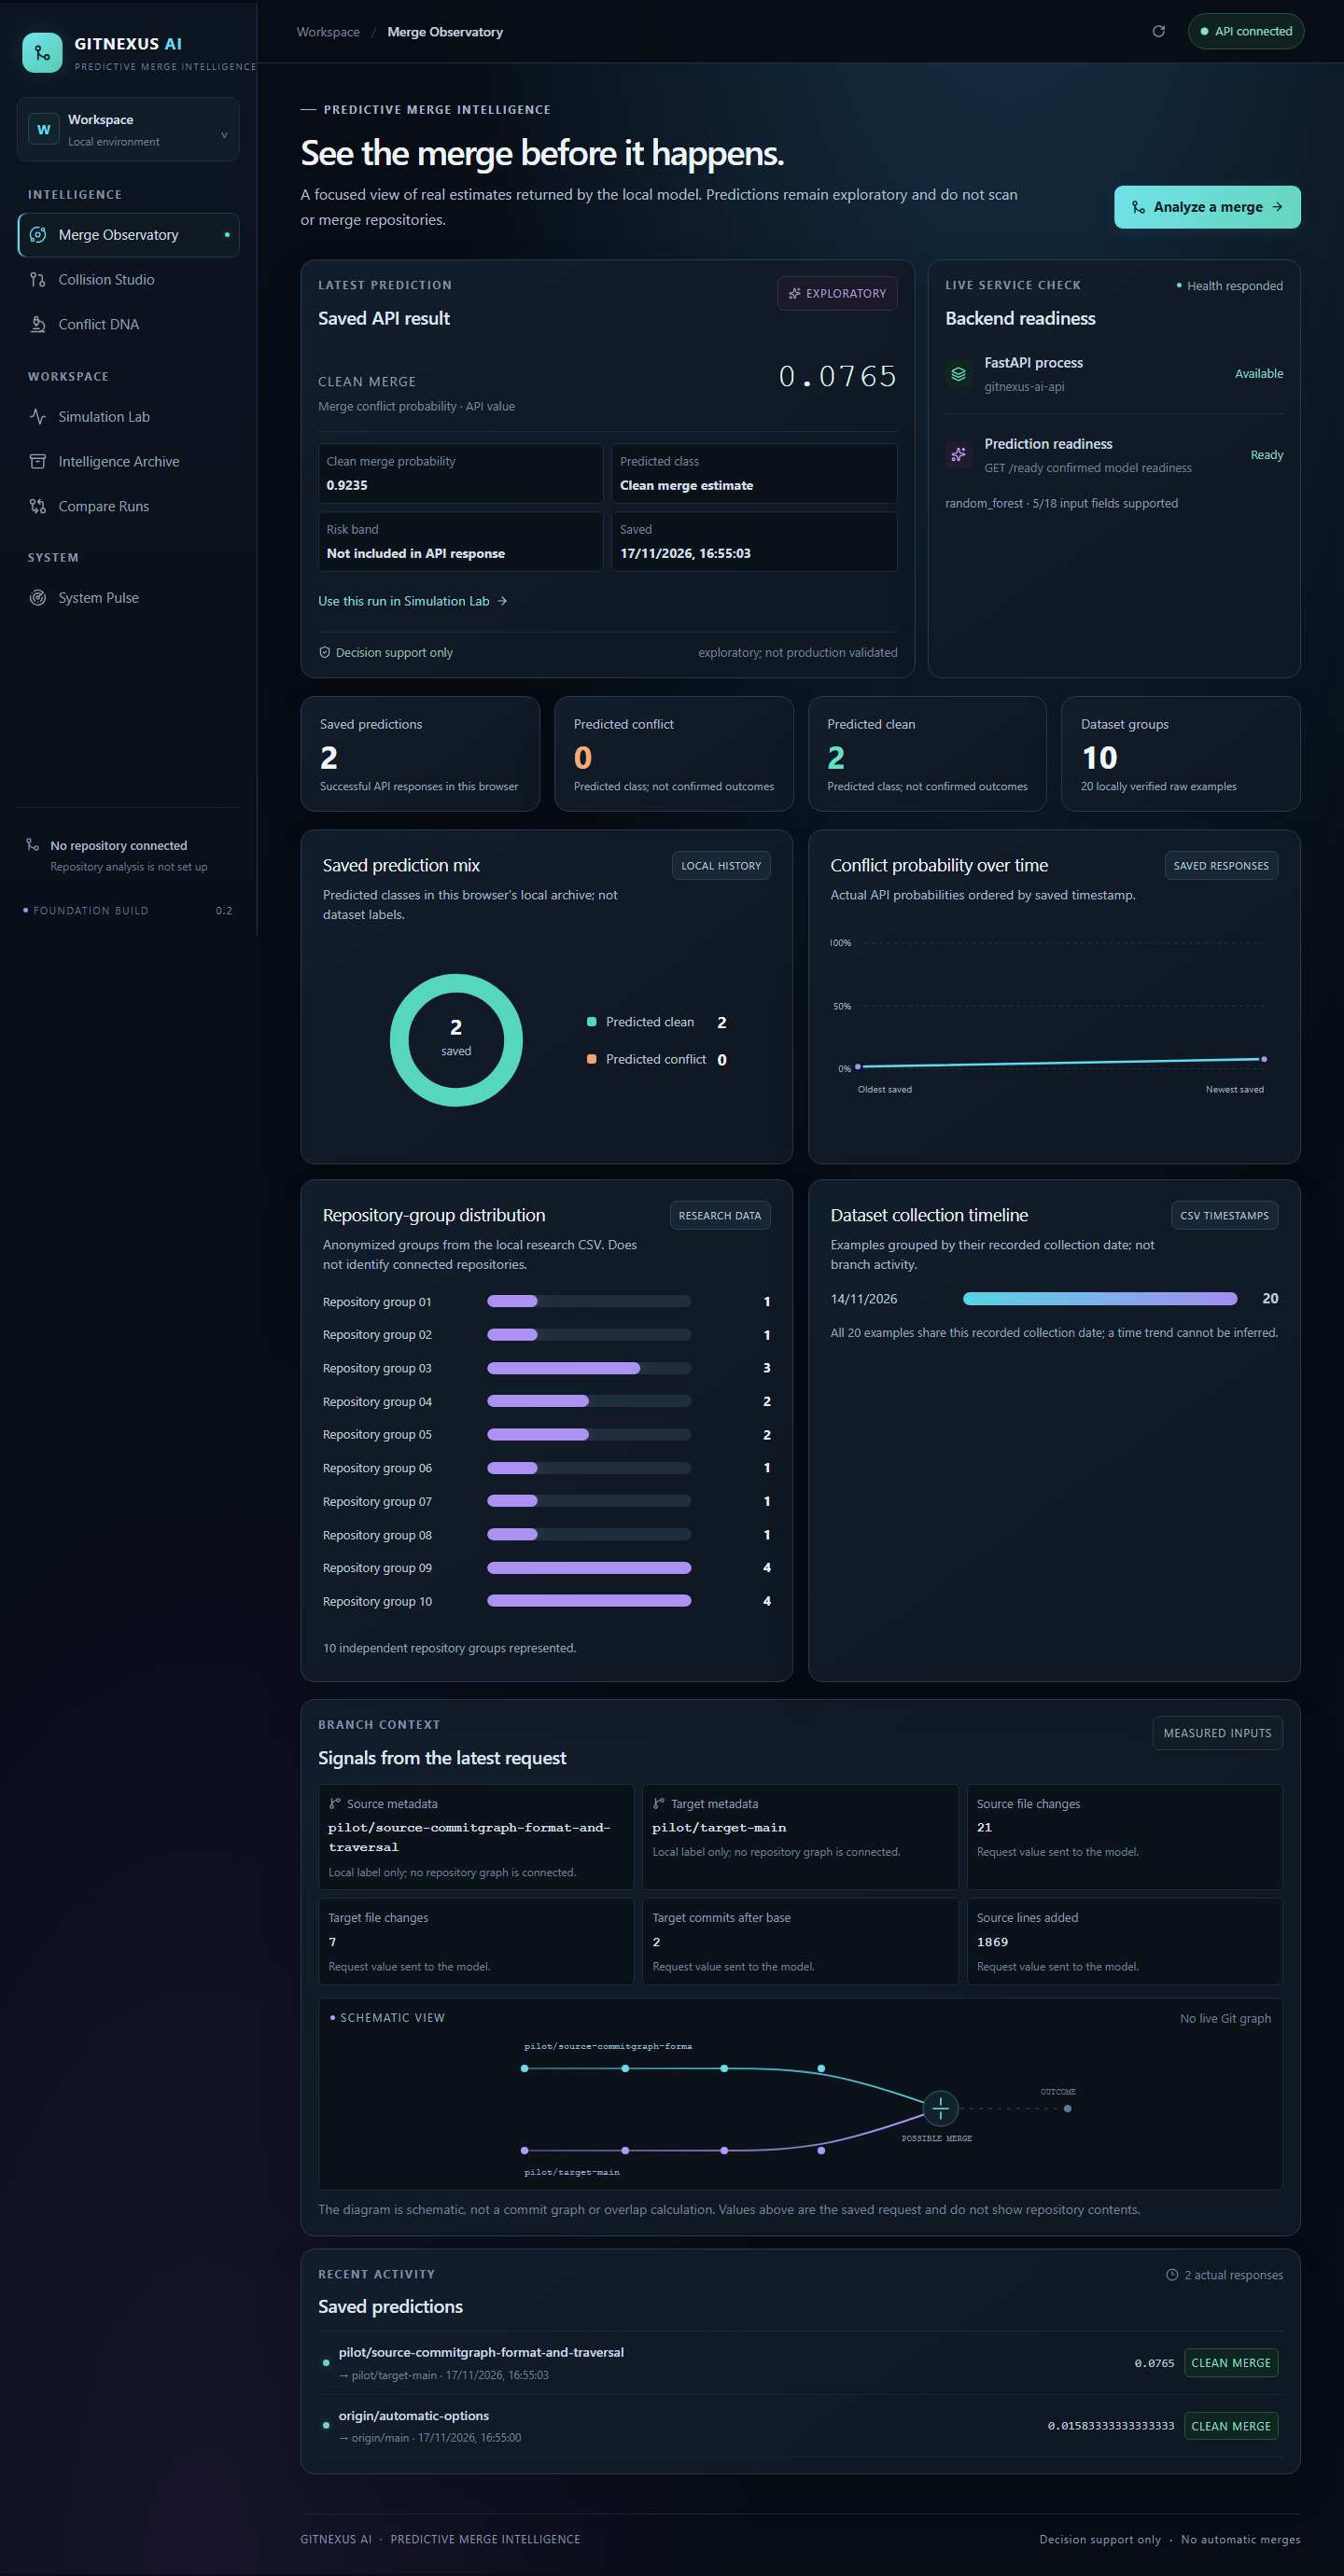 GITNEXUS AI
PREDICTIVE MERGE INTELLIGENCE
W
Workspace
Local environment
v
INTELLIGENCE
Merge Observatory
Collision Studio
Conflict DNA
WORKSPACE
Simulation Lab
Intelligence Archive
Compare Runs
SYSTEM
System Pulse
No repository connected
Repository analysis is not set up
FOUNDATION BUILD 0.2
Workspace / Merge Observatory
API connected
PREDICTIVE MERGE INTELLIGENCE
See the merge before it happens.
A focused view of real estimates returned by the local model. Predictions remain exploratory and do not scan
or merge repositories.
Analyze a merge →
LATEST PREDICTION
EXPLORATORY
Saved API result
CLEAN MERGE
0.0765
Merge conflict probability · API value
Clean merge probability
0.9235
Predicted class
Clean merge estimate
Risk band
Not included in API response
Saved
17/11/2026, 16:55:03
Use this run in Simulation Lab →
Decision support only
exploratory; not production validated
LIVE SERVICE CHECK
Health responded
Backend readiness
FastAPI process
gitnexus-ai-api
Available
Prediction readiness
GET /ready confirmed model readiness
Ready
random_forest · 5/18 input fields supported
Saved predictions
2
Successful API responses in this browser
Predicted conflict
0
Predicted class; not confirmed outcomes
Predicted clean
2
Predicted class; not confirmed outcomes
Dataset groups
10
20 locally verified raw examples
Saved prediction mix
LOCAL HISTORY
Predicted classes in this browser's local archive; not
dataset labels.
2
saved
Predicted clean 2
Predicted conflict 0
Conflict probability over time
SAVED RESPONSES
Actual API probabilities ordered by saved timestamp.
100%
50%
0%
Oldest saved
Newest saved
Repository-group distribution
RESEARCH DATA
Anonymized groups from the local research CSV. Does
not identify connected repositories.
Repository group 01 1
Repository group 02 1
Repository group 03 3
Repository group 04 2
Repository group 05 2
Repository group 06 1
Repository group 07 1
Repository group 08 1
Repository group 09 4
Repository group 10 4
10 independent repository groups represented.
Dataset collection timeline
CSV TIMESTAMPS
Examples grouped by their recorded collection date; not
branch activity.
14/11/2026 20
All 20 examples share this recorded collection date; a time trend cannot be inferred.
BRANCH CONTEXT
MEASURED INPUTS
Signals from the latest request
Source metadata
pilot/source-commitgraph-format-and-
traversal
Local label only; no repository graph is connected.
Target metadata
pilot/target-main
Local label only; no repository graph is connected.
Source file changes
21
Request value sent to the model.
Target file changes
7
Request value sent to the model.
Target commits after base
2
Request value sent to the model.
Source lines added
1869
Request value sent to the model.
SCHEMATIC VIEW
No live Git graph
pilot/source-commitgraph-forma
OUTCOME
POSSIBLE MERGE
pilot/target-main
The diagram is schematic, not a commit graph or overlap calculation. Values above are the saved request and do not show repository contents.
RECENT ACTIVITY
2 actual responses
Saved predictions
pilot/source-commitgraph-format-and-traversal
→ pilot/target-main · 17/11/2026, 16:55:03
0.0765 CLEAN MERGE
origin/automatic-options
→ origin/main · 17/11/2026, 16:55:00
0.01583333333333333 CLEAN MERGE
GITNEXUS AI · PREDICTIVE MERGE INTELLIGENCE
Decision support only · No automatic merges